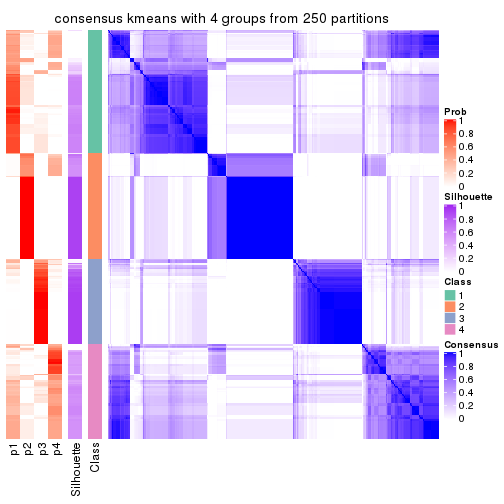 consensus kmeans with 4 groups from 250 partitions
Prob
1
0.8
0.6
0.4
0.2
0
Silhouette
1
0.8
0.6
0.4
0.2
0
Class
1
2
3
4
Consensus
1
0.8
0.6
0.4
0.2
0
p1
p2
p3
p4
Silhouette
Class